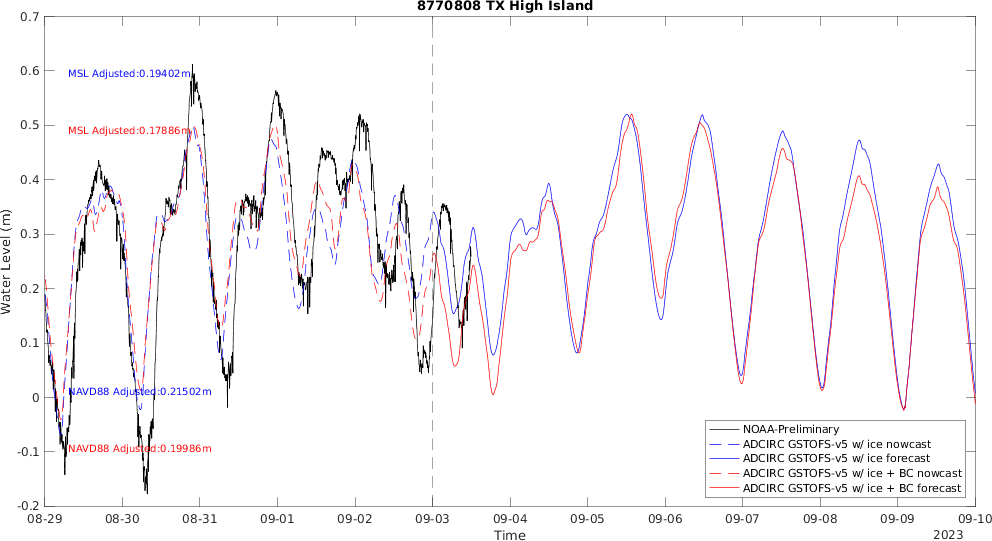 8770808 TX High Island
Water Level (m)
0.7
0.6
0.5
0.4
0.3
0.2
0.1
0
-0.1
-0.2
MSL Adjusted:0.19402m
MSL Adjusted:0.17886m
NAVD88 Adjusted:0.21502m
NAVD88 Adjusted:0.19986m
NOAA-Preliminary
ADCIRC GSTOFS-v5 w/ ice nowcast
ADCIRC GSTOFS-v5 w/ ice forecast
ADCIRC GSTOFS-v5 w/ ice + BC nowcast
ADCIRC GSTOFS-v5 w/ ice + BC forecast
08-29 08-30 08-31 09-01 09-02 09-03 09-04 09-05 09-06 09-07 09-08 09-09 09-10
Time
2023